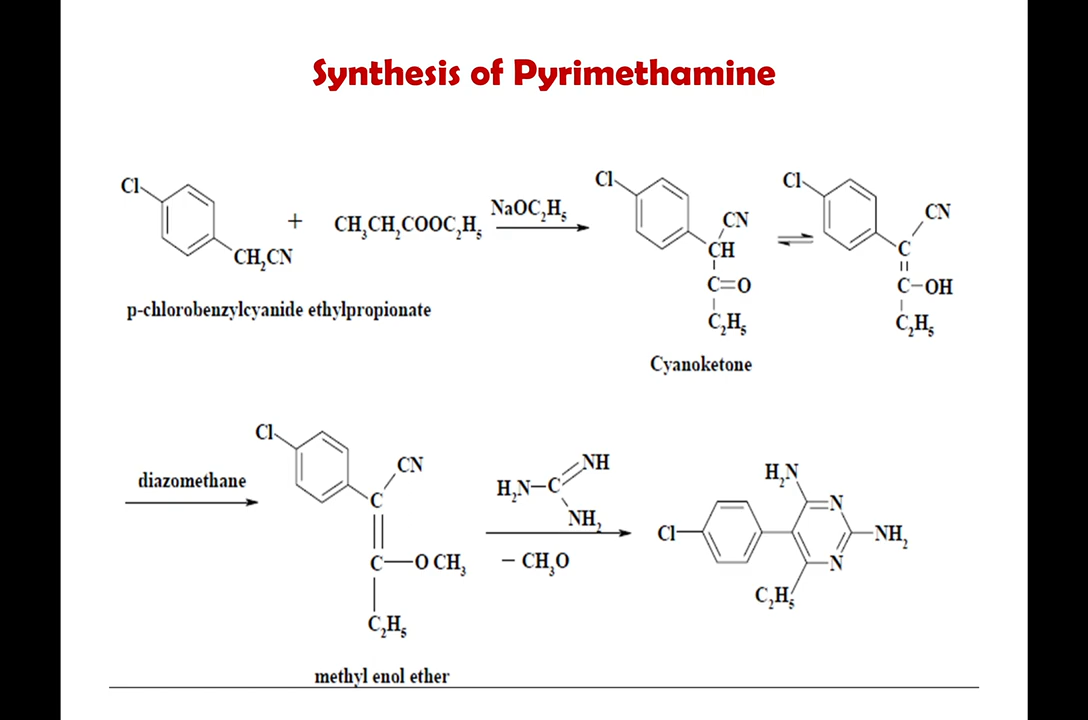 Synthesis of Pyrimethamine
Cl
CH₂CN
+
CH₃CH₂COOC₂H₅
NaOC₂H₅
Cl
CN
CH
C=O
C₂H₅
Cl
CN
C
C-OH
C₂H₅
p-chlorobenzylcyanide ethylpropionate
Cyanoketone
diazomethane
Cl
CN
C
C—O CH₃
C₂H₅
methyl enol ether
NH
H₂N-C
NH₂
− CH₃O
H₂N
N
Cl
NH₂
N
C₂H₅